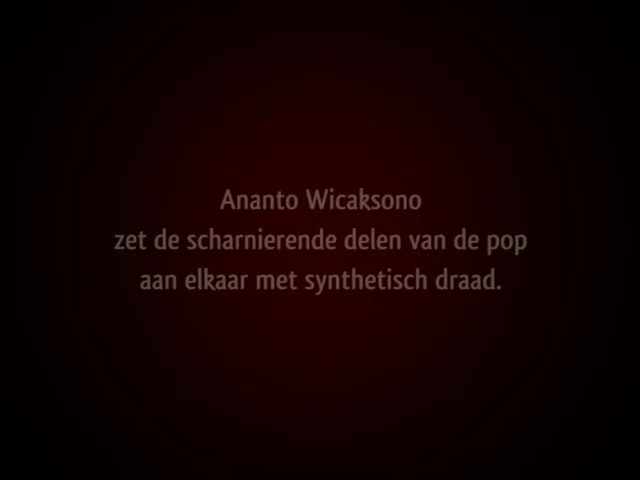 Ananto Wicaksono
zet de scharnierende delen van de pop
aan elkaar met synthetisch draad.